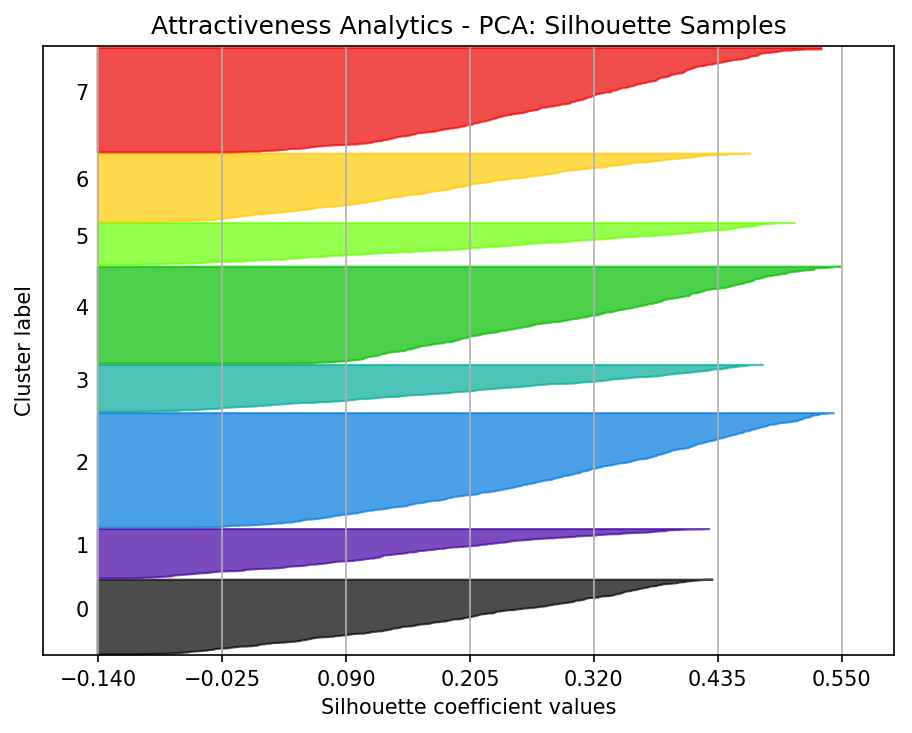 Attractiveness Analytics - PCA: Silhouette Samples
7
6
5
4
3
2
1
0
Cluster label
−0.140 −0.025 0.090 0.205 0.320 0.435 0.550
Silhouette coefficient values